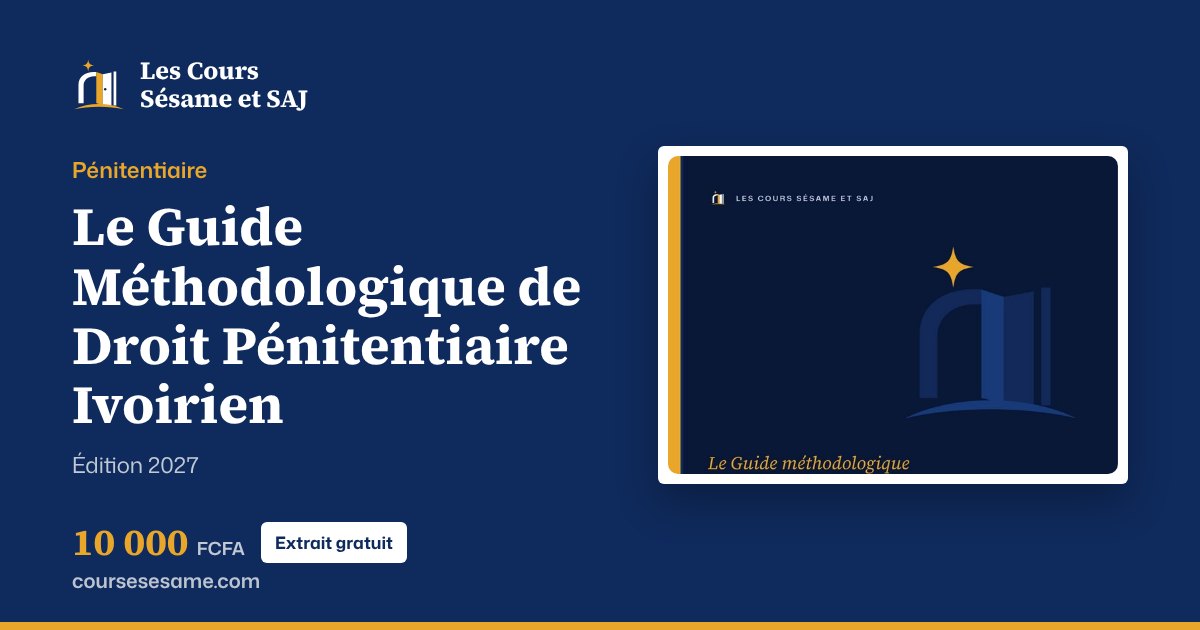 Les Cours
Sésame et SAJ
Pénitentiaire
Le Guide
Méthodologique de
Droit Pénitentiaire
Ivoirien
Édition 2027
10 000 FCFA
Extrait gratuit
coursesesame.com
LES COURS SÉSAME ET SAJ
Le Guide méthodologique